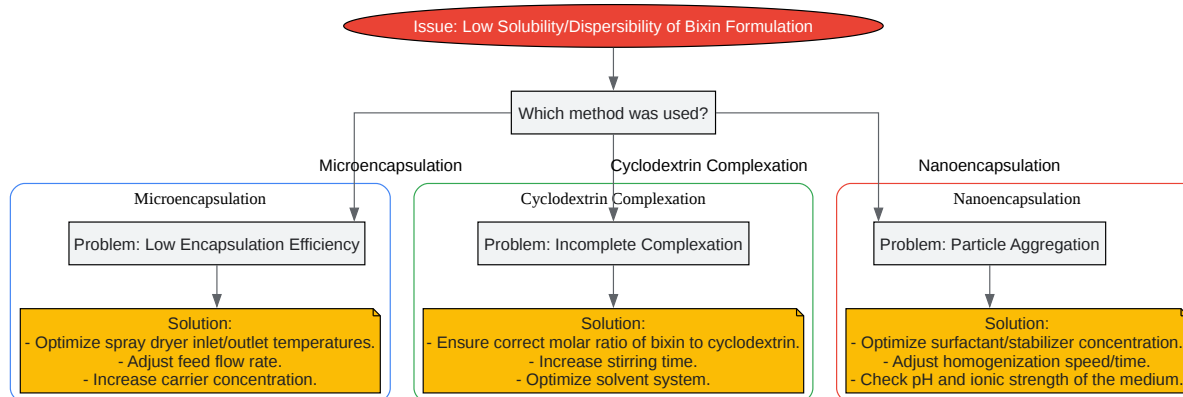 Issue: Low Solubility/Dispersibility of Bixin Formulation
Which method was used?
Microencapsulation
Cyclodextrin Complexation
Nanoencapsulation
Microencapsulation
Cyclodextrin Complexation
Nanoencapsulation
Problem: Low Encapsulation Efficiency
Problem: Incomplete Complexation
Problem: Particle Aggregation
Solution:
- Optimize spray dryer inlet/outlet temperatures.
- Adjust feed flow rate.
- Increase carrier concentration.
Solution:
- Ensure correct molar ratio of bixin to cyclodextrin.
- Increase stirring time.
- Optimize solvent system.
Solution:
- Optimize surfactant/stabilizer concentration.
- Adjust homogenization speed/time.
- Check pH and ionic strength of the medium.